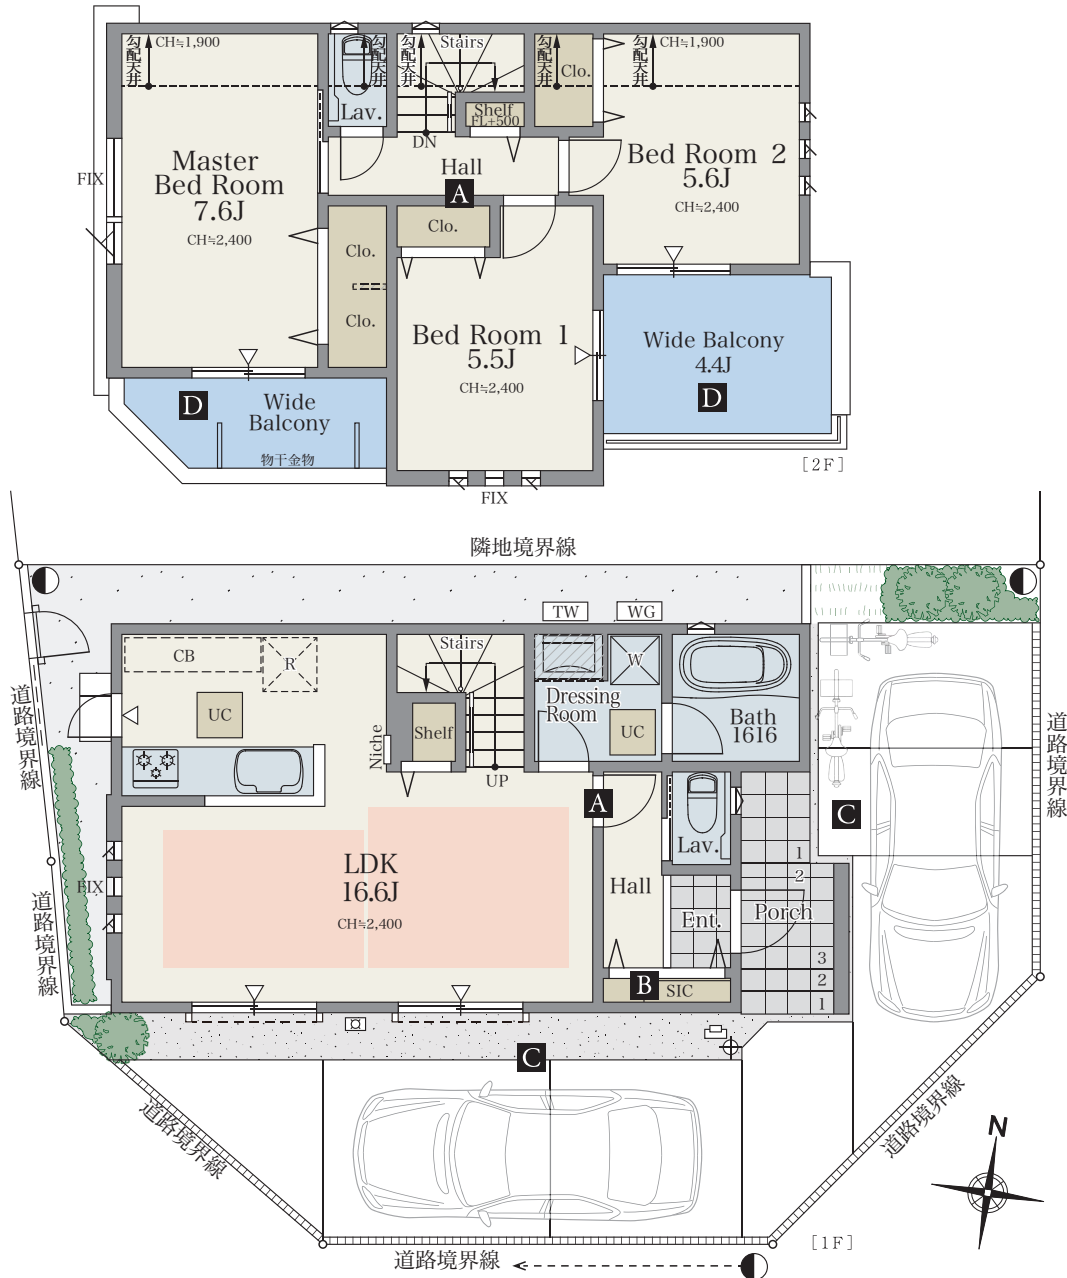 勾配天井
CH≒1,900
勾配天井
勾配天井
Stairs
勾配天井
Clo.
勾配天井
CH≒1,900
Lav.
Shelf
FL+500
DN
Hall
A
FIX
Master
Bed Room
7.6J
CH≒2,400
Bed Room 2
5.6J
CH≒2,400
Clo.
Clo.
Clo.
Bed Room 1
5.5J
CH≒2,400
Wide Balcony
4.4J
D
D
Wide
Balcony
物干金物
FIX
[2F]
隣地境界線
TW
WG
CB
R
Stairs
W
UC
Dressing
Room
UC
Bath
1616
Niche
Shelf
UP
道路境界線
道路境界線
A
C
Lav.
LDK
16.6J
CH≒2,400
FIX
Hall
Ent.
Porch
1
2
3
2
1
道路境界線
B
SIC
C
道路境界線
道路境界線
N
[1F]
道路境界線